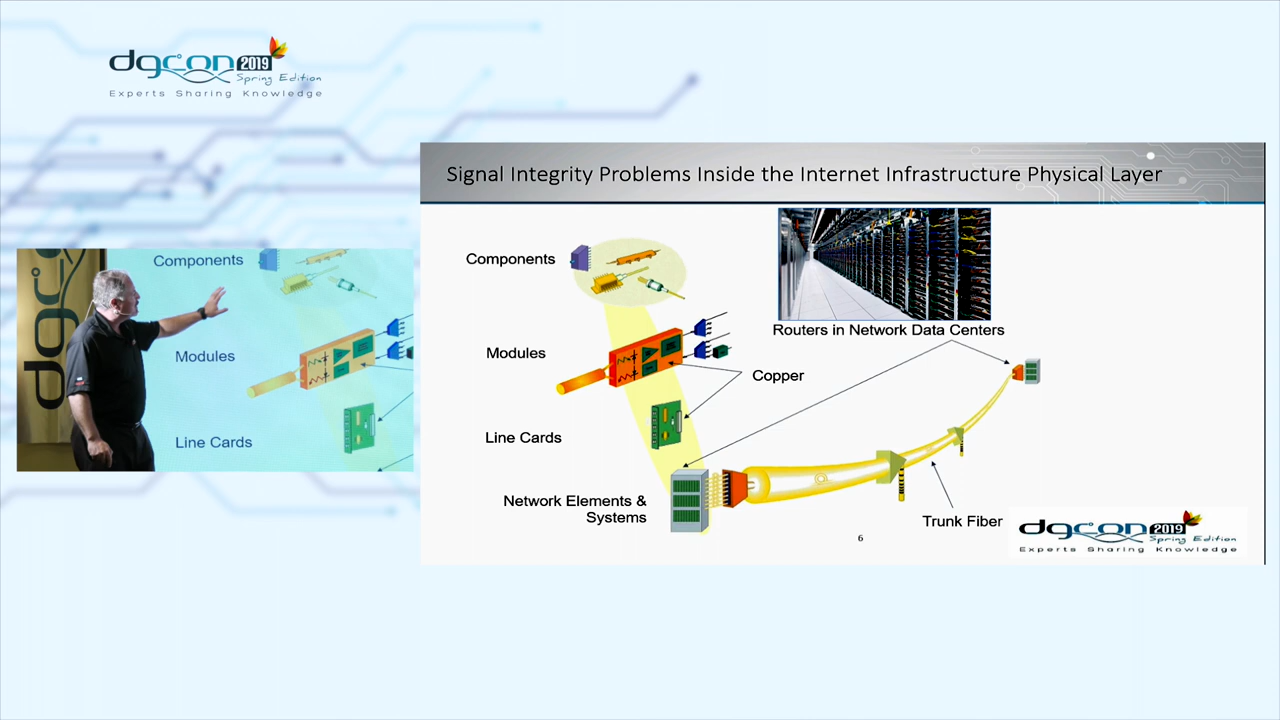 dgcon 2019
Spring Edition
Experts Sharing Knowledge
Signal Integrity Problems Inside the Internet Infrastructure Physical Layer
Components
Modules
Line Cards
Network Elements &
Systems
Copper
Routers in Network Data Centers
Trunk Fiber
6
dgcon 2019
Spring Edition
Experts Sharing Knowledge
dgc
Components
Modules
Line Cards